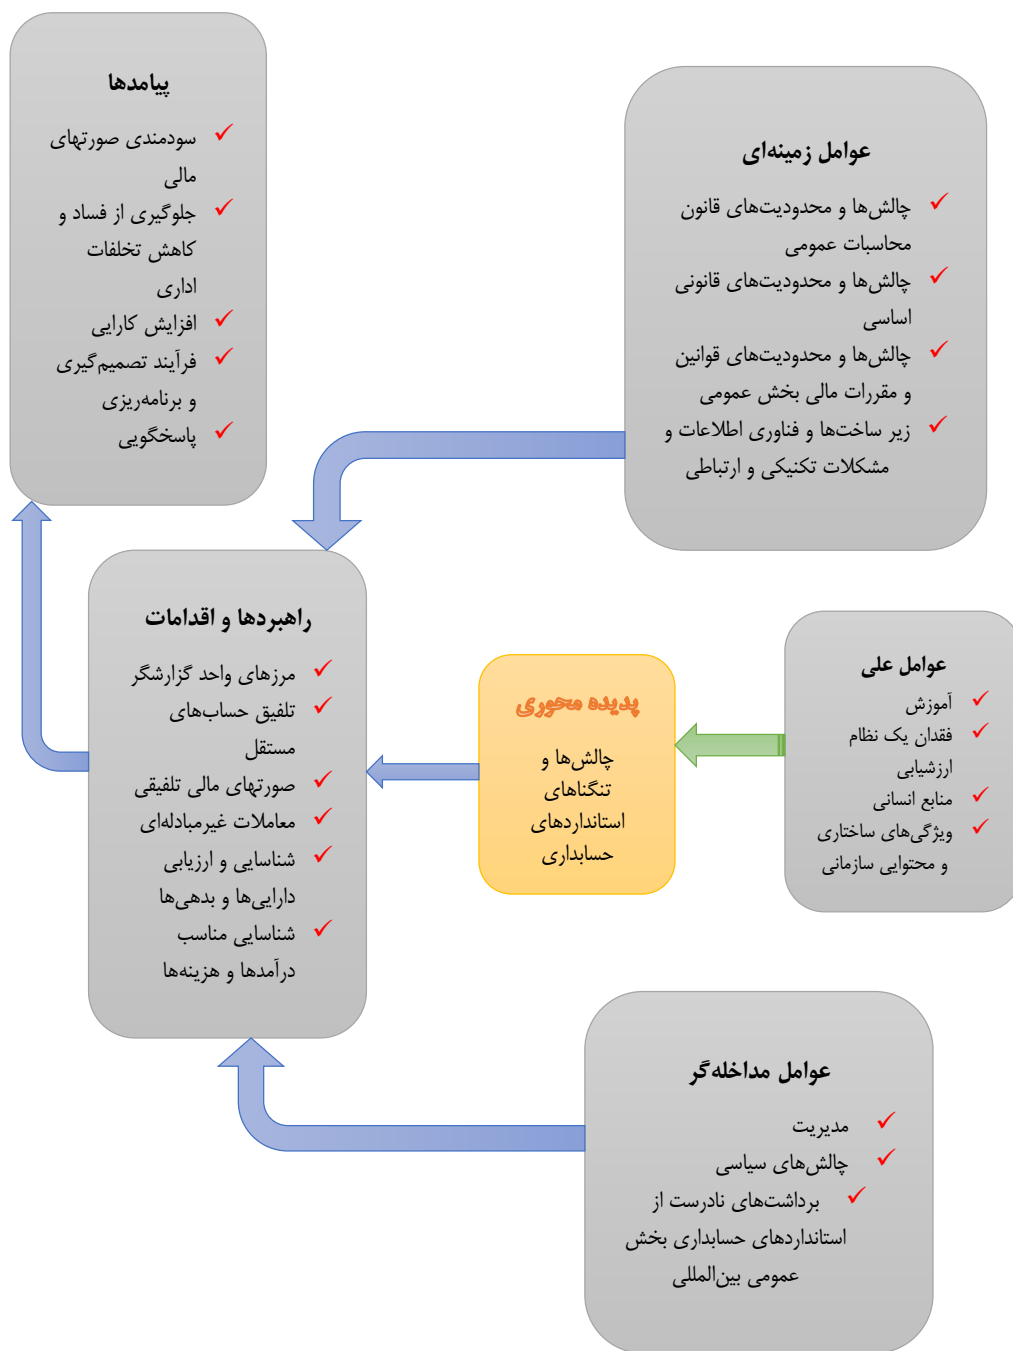 پیامدها
سودمندی صورتهای
مالی
جلوگیری از فساد و
کاهش تخلفات
اداری
افزایش کارایی
فرآیند تصمیم‌گیری
و برنامه‌ریزی
پاسخگویی
عوامل زمینه‌ای
چالش‌ها و محدودیت‌های قانون
محاسبات عمومی
چالش‌ها و محدودیت‌های قانونی
اساسی
چالش‌ها و محدودیت‌های قوانین
و مقررات مالی بخش عمومی
زیر ساخت‌ها و فناوری اطلاعات و
مشکلات تکنیکی و ارتباطی
راهبردها و اقدامات
مرزهای واحد گزارشگر
تلفیق حساب‌های
مستقل
صورتهای مالی تلفیقی
معاملات غیرمبادله‌ای
شناسایی و ارزیابی
دارایی‌ها و بدهی‌ها
شناسایی مناسب
درآمدها و هزینه‌ها
پدیده محوری
چالش‌ها و
تنگناهای
استانداردهای
حسابداری
عوامل علی
آموزش
فقدان یک نظام
ارزشیابی
منابع انسانی
ویژگی‌های ساختاری
و محتوایی سازمانی
عوامل مداخله‌گر
مدیریت
چالش‌های سیاسی
برداشت‌های نادرست از
استانداردهای حسابداری بخش
عمومی بین‌المللی